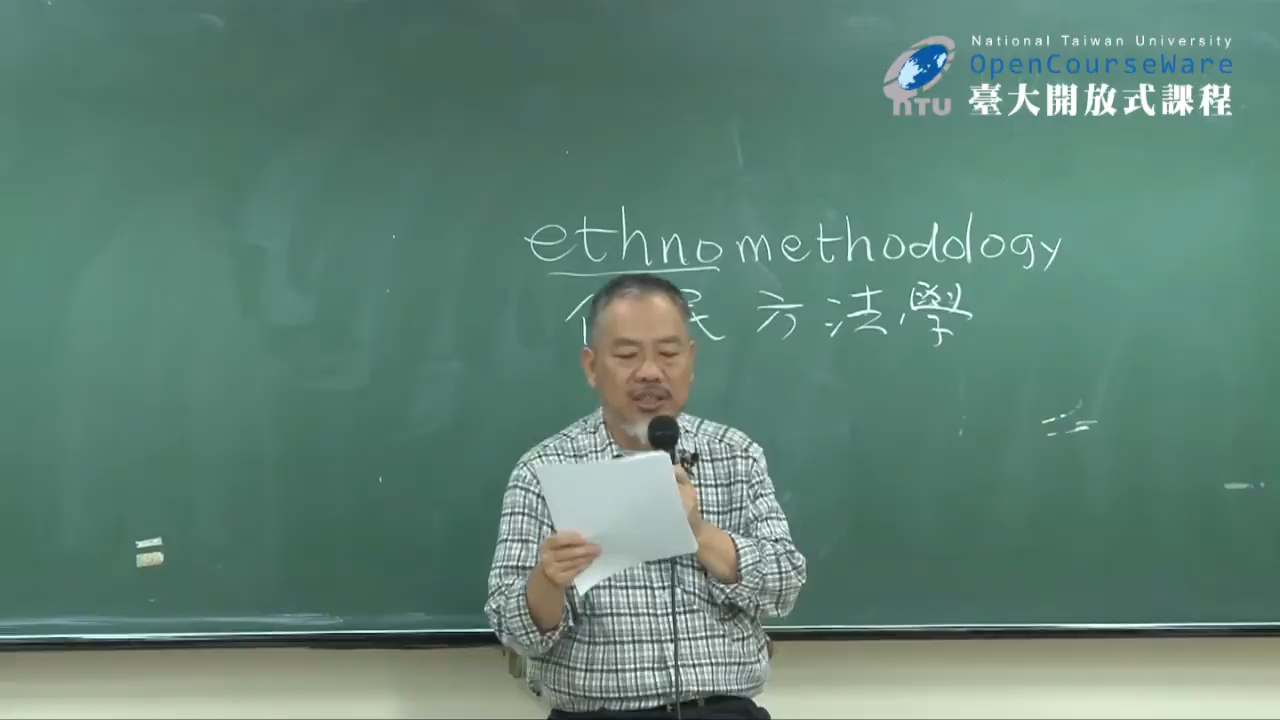 National Taiwan University
OpenCourseWare
NTU 臺大開放式課程
ethnomethodology
民方法學